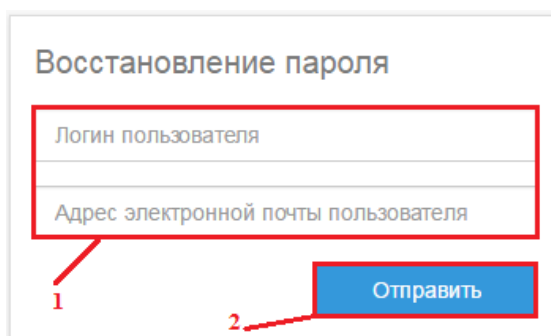 Восстановление пароля
Логин пользователя
Адрес электронной почты пользователя
1
Отправить
2